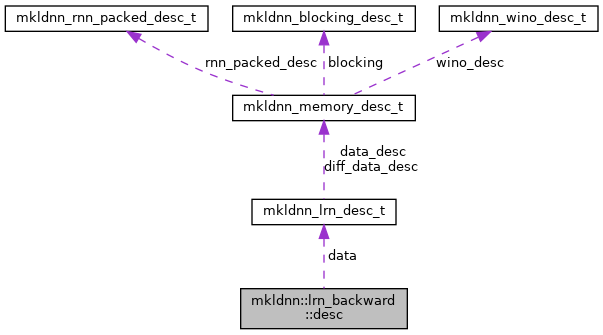 mkldnn_rnn_packed_desc_t
mkldnn_blocking_desc_t
mkldnn_wino_desc_t
rnn_packed_desc
blocking
wino_desc
mkldnn_memory_desc_t
data_desc
diff_data_desc
mkldnn_lrn_desc_t
data
mkldnn::lrn_backward
::desc